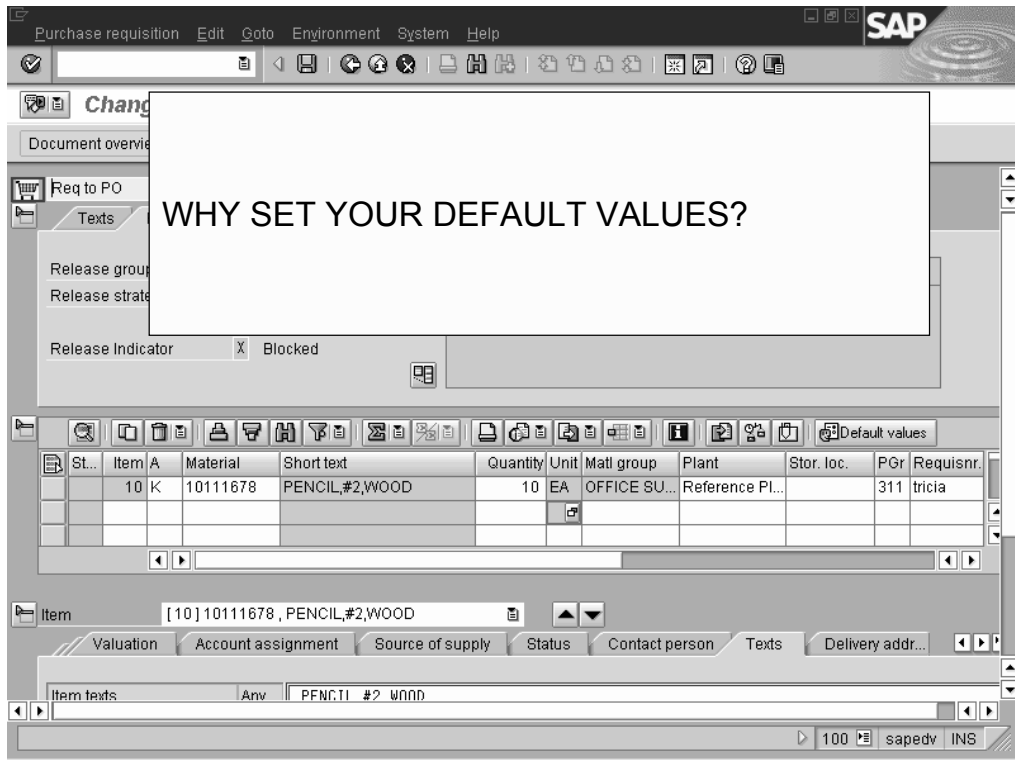 Purchase requisition Edit Goto Environment System Help
SAP
Chang
Document overvie
Req to PO
WHY SET YOUR DEFAULT VALUES?
Texts
Release group
Release strate
Release Indicator X Blocked
Default values
St... Item A Material Short text Quantity Unit Matl group Plant Stor. loc. PGr Requisnr.
10 K 10111678 PENCIL,#2,WOOD 10 EA OFFICE SU... Reference Pl... 311 tricia
Item [10] 10111678 , PENCIL,#2,WOOD
Valuation Account assignment Source of supply Status Contact person Texts Delivery addr...
Item texts Any PENCIL,#2,WOOD
100 sapedv INS